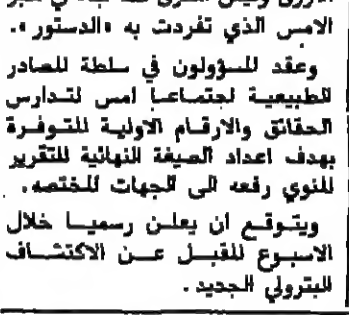 الامس الذي تفردت به «الدستور».
وعقد المسؤولون في سلطة المصادر
الطبيعية اجتماعا امس لتدارس
الحقائق والارقام الاولية المتوفرة
بهدف اعداد الصيغة النهائية للتقرير
المنوي رفعه الى الجهات المختصه.
ويتوقع ان يعلن رسميا خلال
الاسبوع المقبل عن الاكتشاف
البترولي الجديد.